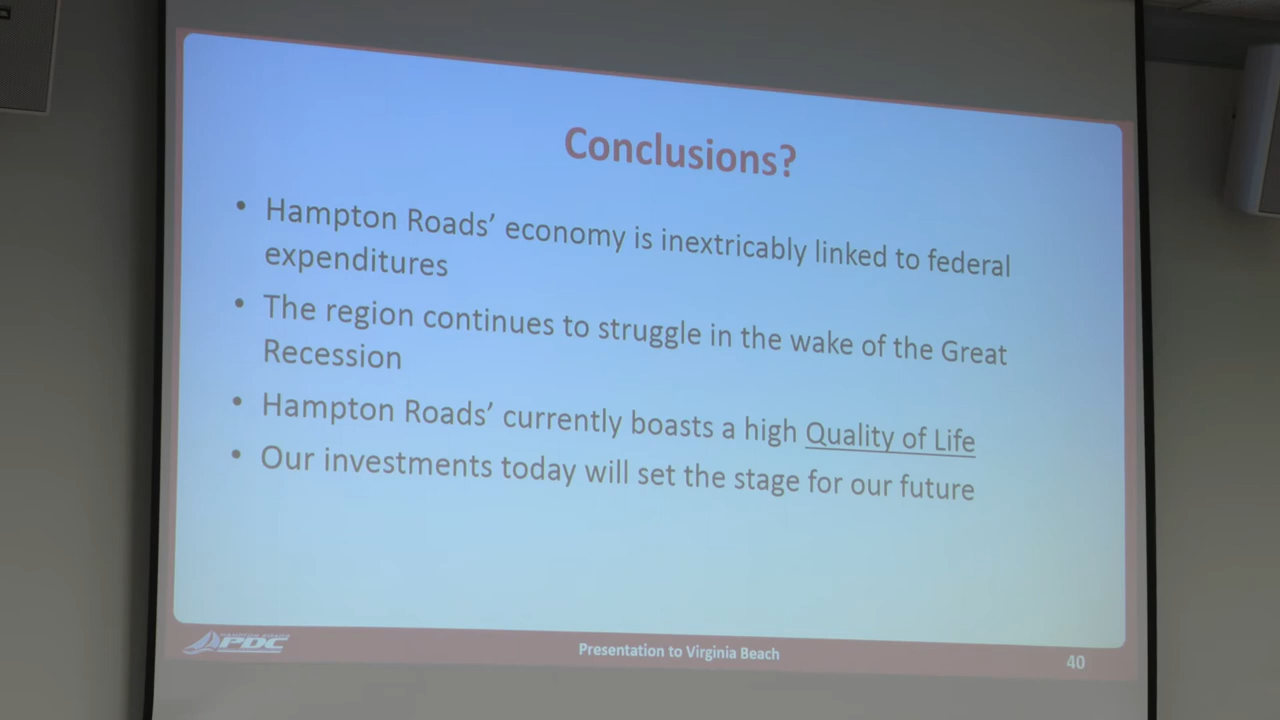 Conclusions?
• Hampton Roads’ economy is inextricably linked to federal
expenditures
• The region continues to struggle in the wake of the Great
Recession
• Hampton Roads’ currently boasts a high Quality of Life
• Our investments today will set the stage for our future
HAMPTON ROADS
PDC
Presentation to Virginia Beach
40